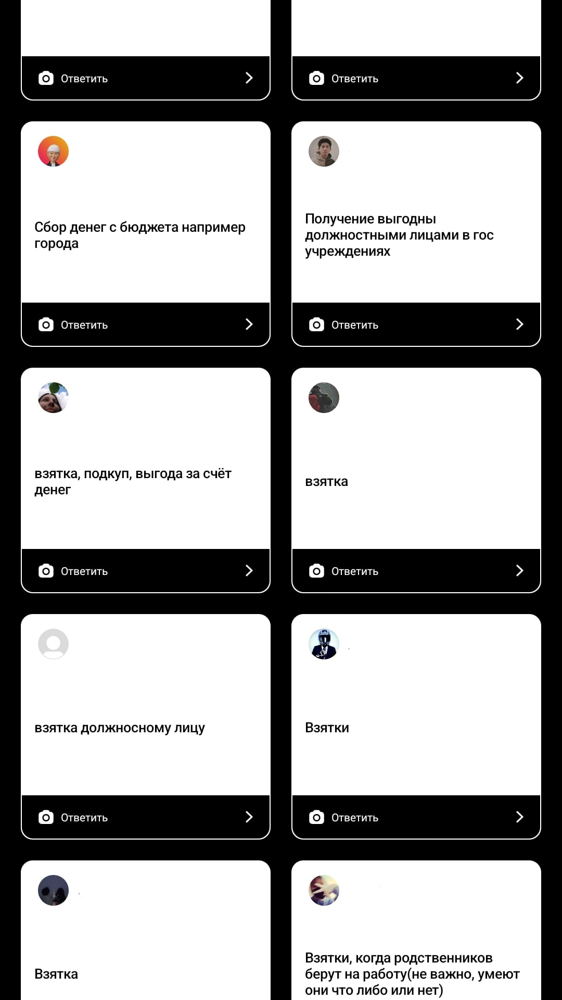 Ответить
Ответить
Сбор денег с бюджета например
города
Ответить
Получение выгодны
должностными лицами в гос
учреждениях
Ответить
взятка, подкуп, выгода за счёт
денег
Ответить
взятка
Ответить
взятка должносному лицу
Ответить
Взятки
Ответить
Взятка
Взятки, когда родственников
берут на работу(не важно, умеют
они что либо или нет)